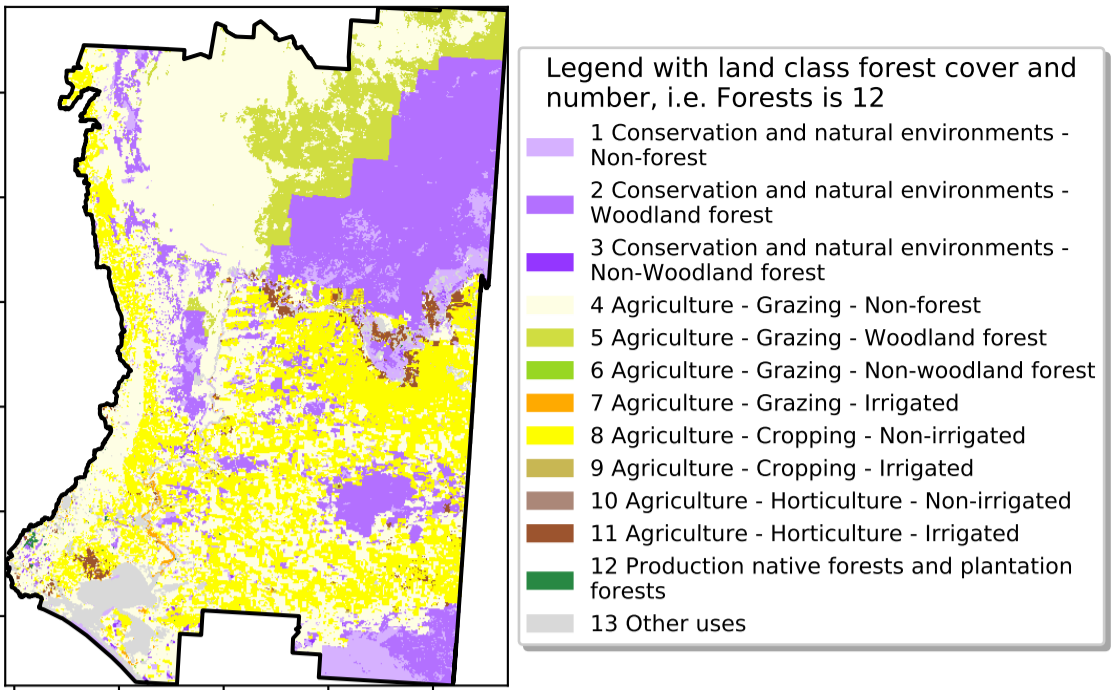 Legend with land class forest cover and
number, i.e. Forests is 12
1 Conservation and natural environments -
Non-forest
2 Conservation and natural environments -
Woodland forest
3 Conservation and natural environments -
Non-Woodland forest
4 Agriculture - Grazing - Non-forest
5 Agriculture - Grazing - Woodland forest
6 Agriculture - Grazing - Non-woodland forest
7 Agriculture - Grazing - Irrigated
8 Agriculture - Cropping - Non-irrigated
9 Agriculture - Cropping - Irrigated
10 Agriculture - Horticulture - Non-irrigated
11 Agriculture - Horticulture - Irrigated
12 Production native forests and plantation
forests
13 Other uses